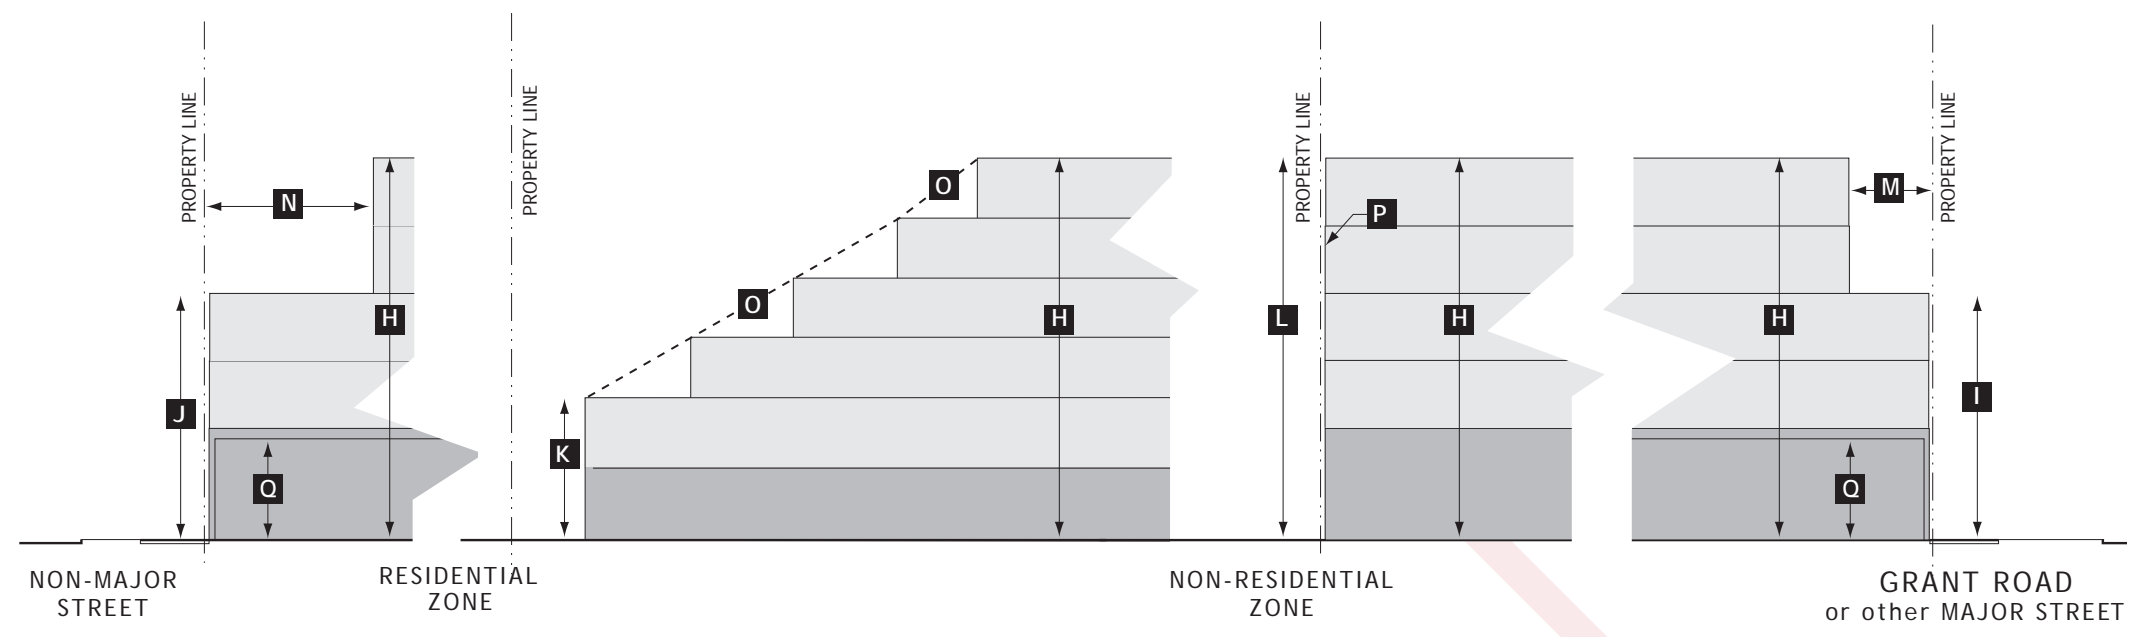 PROPERTY LINE
N
H
J
Q
NON-MAJOR
STREET
PROPERTY LINE
O
O
H
K
RESIDENTIAL
ZONE
PROPERTY LINE
P
L
H
NON-RESIDENTIAL
ZONE
PROPERTY LINE
M
H
I
Q
GRANT ROAD
or other MAJOR STREET